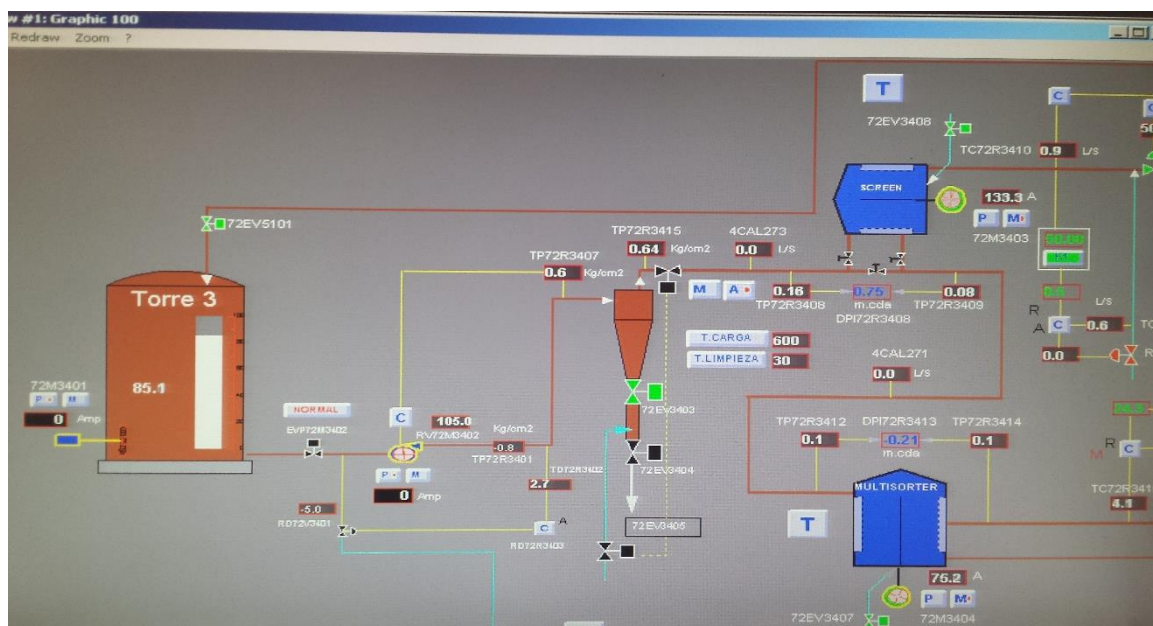 w #1: Graphic 100
Redraw Zoom ?
T
72EV3408
C
TC72R3410 0.9 L/S
SCREEN
133.3 A
P M
72M3403
72EV5101
TP72R3415
0.64 Kg/cm2
4CAL273
0.0 L/S
TP72R3407
0.6 Kg/cm2
M A
0.16 0.75 0.08
TP72R3408 m.cda TP72R3409
DPI72R3408
T.CARGA 600
T.LIMPIEZA 30
L/S
R
A
C
0.6
0.0
Torre 3
100
85.1
72M3401
P M
0 Amp
NORMAL
EVP72M3402
C
105.0
RV72M3402
Kg/cm2
-0.8
TP72R3401
P M
0 Amp
72EV3403
72EV3404
2.7
-5.0
C A
RD72R3403
72EV3405
4CAL271
0.0 L/S
TP72R3412 DPI72R3413 TP72R3414
0.1 -0.21 0.1
m.cda
MULTISORTER
T
R
M
C
4.1
75.2 A
P M
72EV3407 72M3404